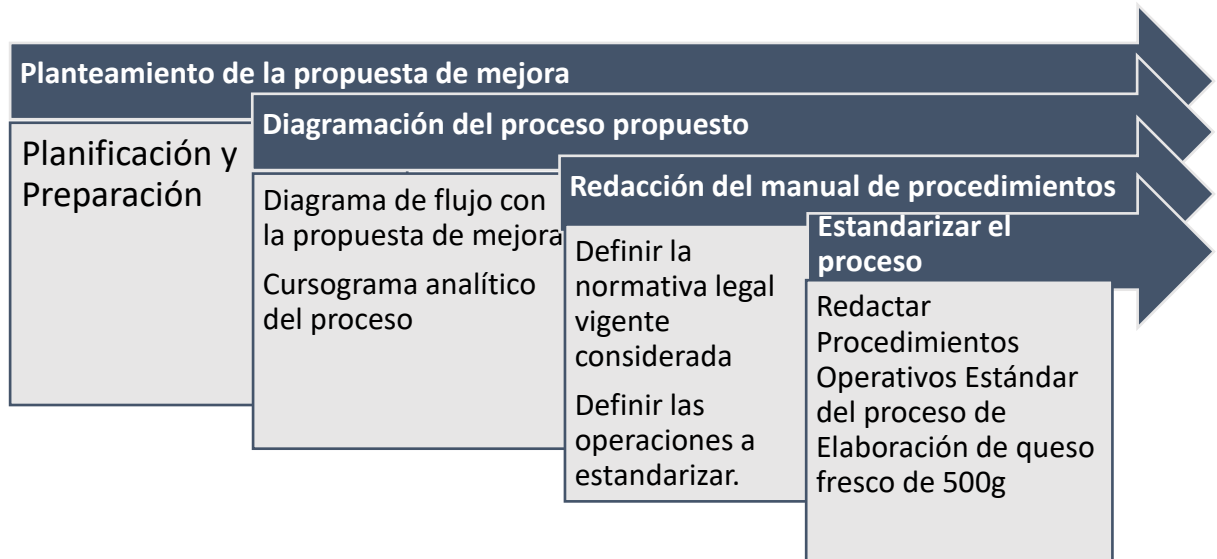 Planteamiento de la propuesta de mejora
Planificación y
Preparación
Diagramación del proceso propuesto
Diagrama de flujo con
la propuesta de mejora
Cursograma analítico
del proceso
Redacción del manual de procedimientos
Definir la
normativa legal
vigente
considerada
Definir las
operaciones a
estandarizar.
Estandarizar el
proceso
Redactar
Procedimientos
Operativos Estándar
del proceso de
Elaboración de queso
fresco de 500g